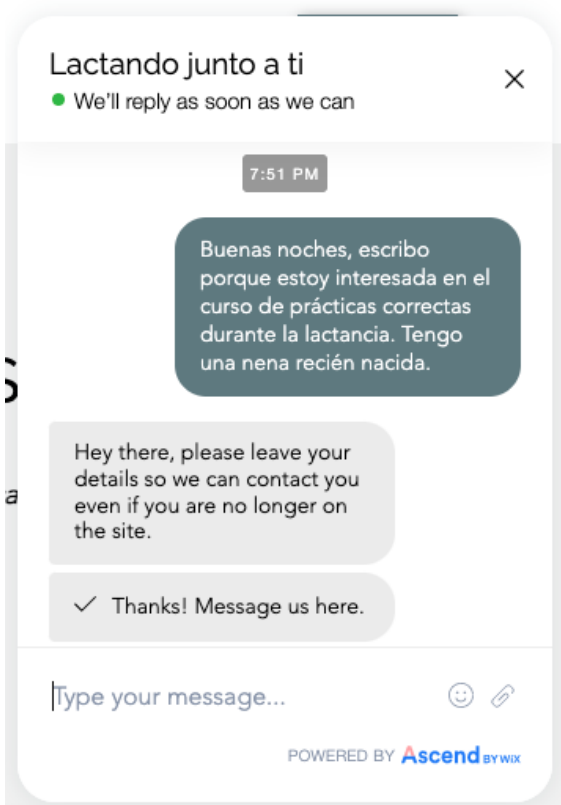 Lactando junto a ti
We'll reply as soon as we can
7:51 PM
Buenas noches, escribo
porque estoy interesada en el
curso de prácticas correctas
durante la lactancia. Tengo
una nena recién nacida.
Hey there, please leave your
details so we can contact you
even if you are no longer on
the site.
Thanks! Message us here.
Type your message...
POWERED BY Ascend BY WIX